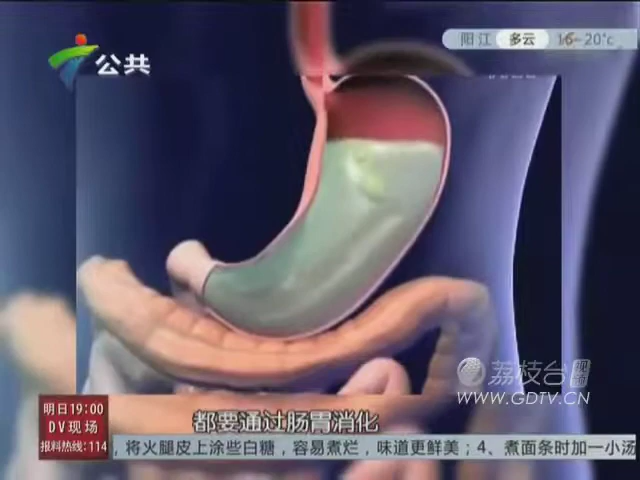 公共
阳江 多云 16-20℃
荔枝台 视频
WWW.GDTV.CN
都要通过肠胃消化
明日19:00
DV现场
报料热线:114
,将火腿皮上涂些白糖，容易煮烂，味道更鲜美；4、煮面条时加一小汤